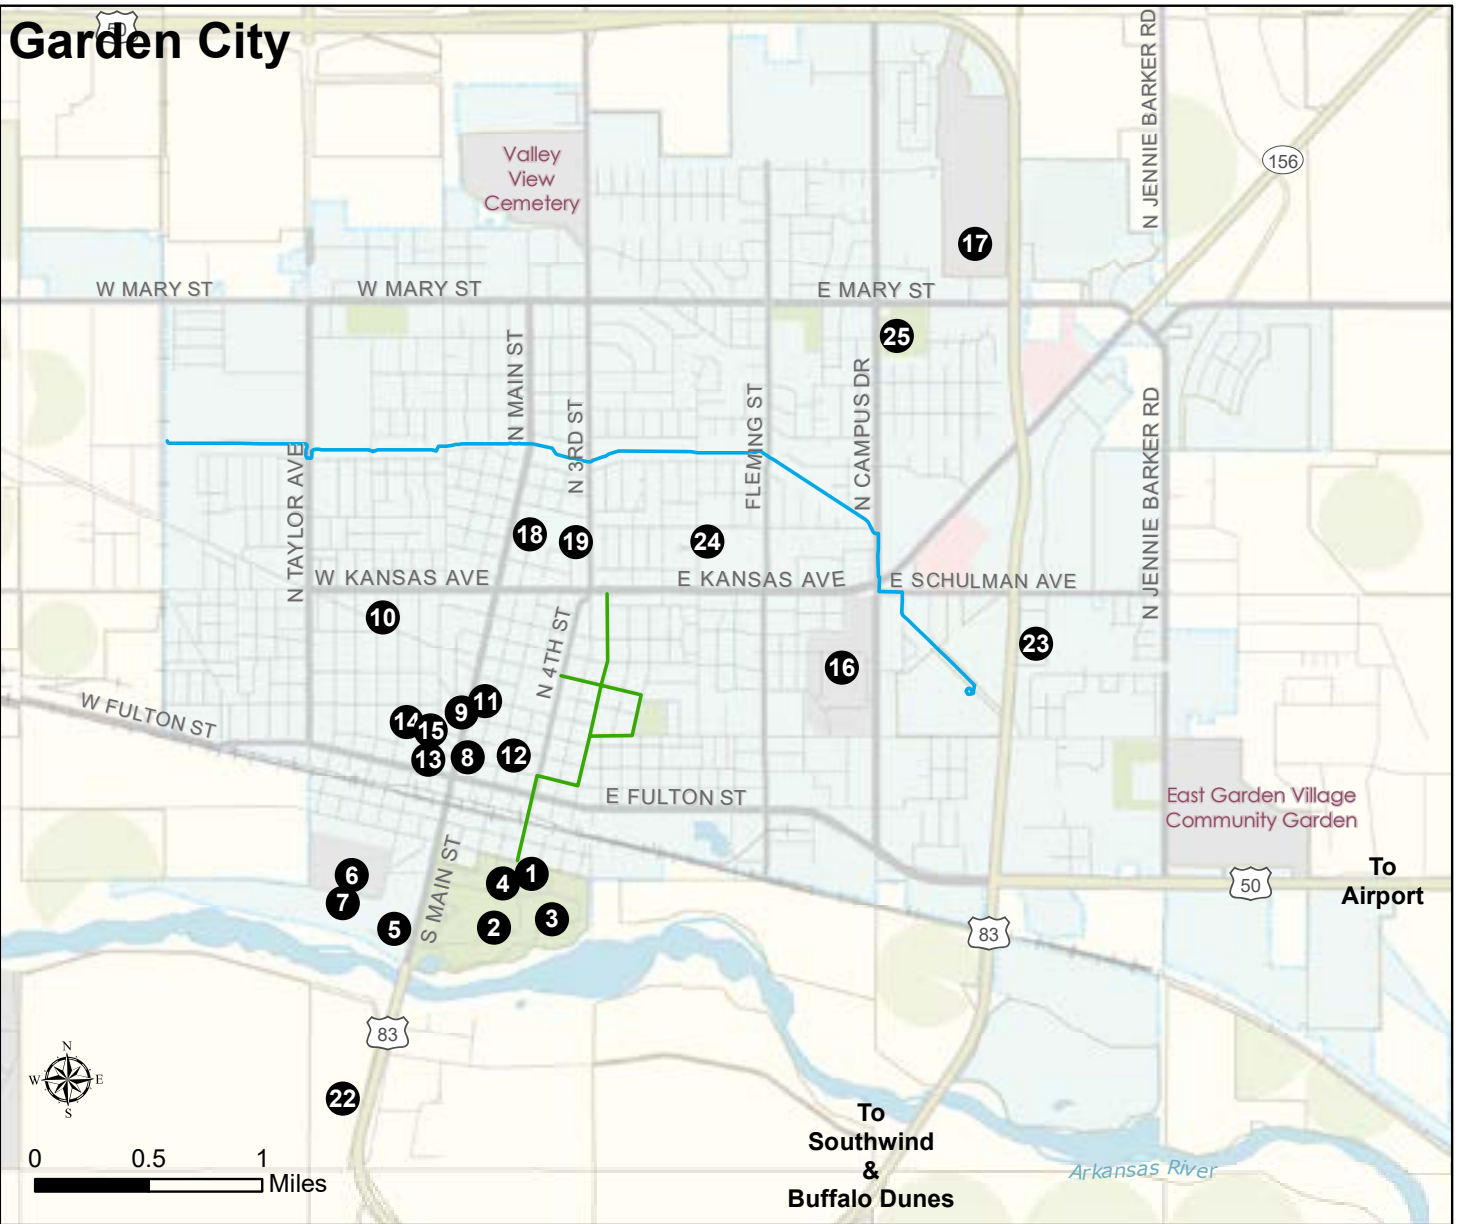 50
Garden City
N JENNIE BARKER RD
156
Valley
View
Cemetery
17
W MARY ST
W MARY ST
E MARY ST
25
N MAIN ST
N 3RD ST
FLEMING ST
N CAMPUS DR
N JENNIE BARKER RD
N TAYLOR AVE
18
19
24
W KANSAS AVE
E KANSAS AVE
E SCHULMAN AVE
10
N 4TH ST
23
16
W FULTON ST
11
9
14
15
13
8
12
E FULTON ST
East Garden Village
Community Garden
S MAIN ST
6
7
5
4
1
2
3
50
To
Airport
83
83
N
W
E
S
22
0
0.5
1
Miles
To
Southwind
&
Buffalo Dunes
Arkansas River